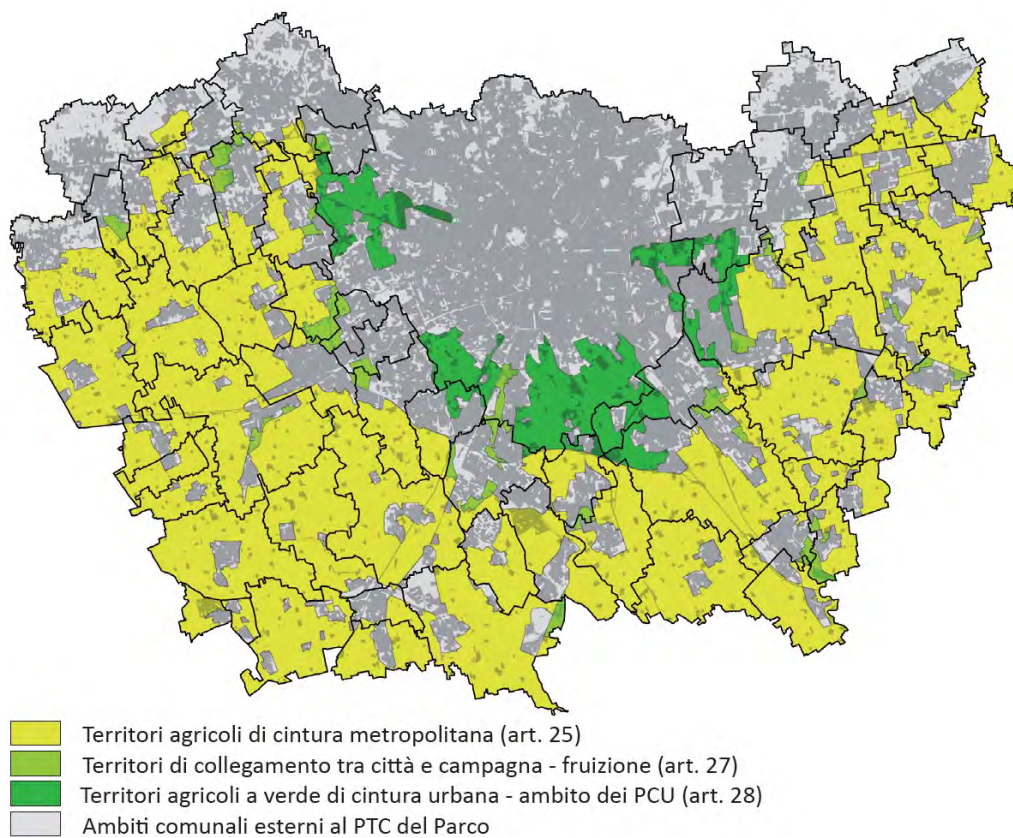 Territori agricoli di cintura metropolitana (art. 25)
Territori di collegamento tra città e campagna - fruizione (art. 27)
Territori agricoli a verde di cintura urbana - ambito dei PCU (art. 28)
Ambiti comunali esterni al PTC del Parco